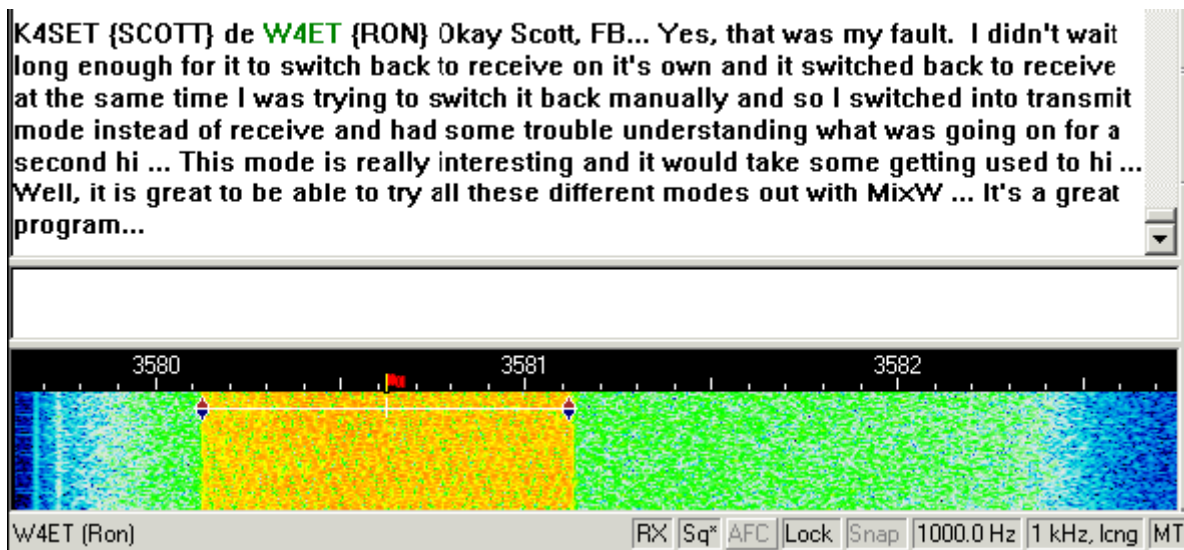 K4SET {SCOTT} de W4ET {RON} Okay Scott, FB... Yes, that was my fault.  I didn't wait
long enough for it to switch back to receive on it's own and it switched back to receive
at the same time I was trying to switch it back manually and so I switched into transmit
mode instead of receive and had some trouble understanding what was going on for a
second hi ... This mode is really interesting and it would take some getting used to hi ...
Well, it is great to be able to try all these different modes out with MixW ... It's a great
program...
3580 3581 3582
W4ET (Ron) RX Sq* AFC Lock Snap 1000.0 Hz 1 kHz, long MT